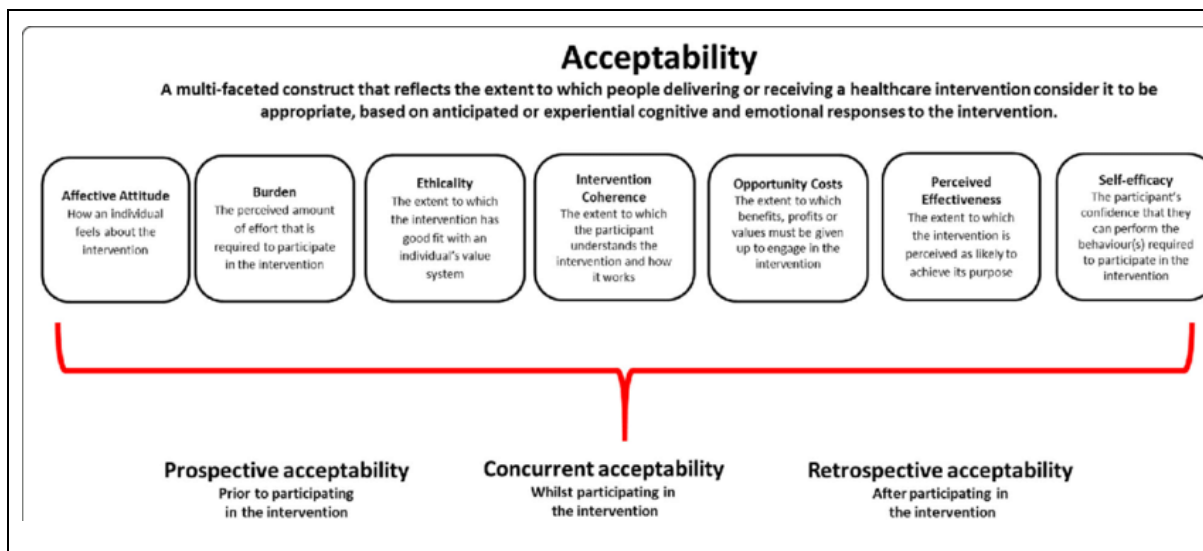 Acceptability
A multi-faceted construct that reflects the extent to which people delivering or receiving a healthcare intervention consider it to be
appropriate, based on anticipated or experiential cognitive and emotional responses to the intervention.
Affective Attitude
How an individual
feels about the
intervention
Burden
The perceived amount
of effort that is
required to participate
in the intervention
Ethicality
The extent to which
the intervention has
good fit with an
individual's value
system
Intervention
Coherence
The extent to which
the participant
understands the
intervention and how
it works
Opportunity Costs
The extent to which
benefits, profits or
values must be given
up to engage in the
intervention
Perceived
Effectiveness
The extent to which
the intervention is
perceived as likely to
achieve its purpose
Self-efficacy
The participant's
confidence that they
can perform the
behaviour(s) required
to participate in the
intervention
Prospective acceptability
Prior to participating
in the intervention
Concurrent acceptability
Whilst participating in
the intervention
Retrospective acceptability
After participating in
the intervention